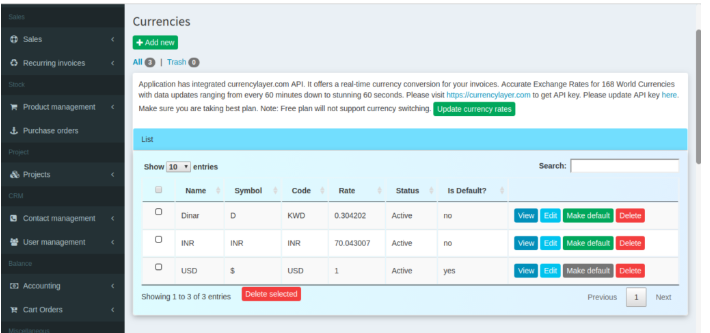 Sales
Sales
Recurring invoices
Stock
Product management
Purchase orders
Project
Projects
CRM
Contact management
User management
Balance
Accounting
Cart Orders
Miscellaneous
Currencies
Add new
All 3 | Trash 0
Application has integrated currencylayer.com API. It offers a real-time currency conversion for your invoices. Accurate Exchange Rates for 168 World Currencies
with data updates ranging from every 60 minutes down to stunning 60 seconds. Please visit https://currencylayer.com to get API key. Please update API key here.
Make sure you are taking best plan. Note: Free plan will not support currency switching. Update currency rates
List
Show 10 entries Search:
Name Symbol Code Rate Status Is Default?
Dinar D KWD 0.304202 Active no View Edit Make default Delete
INR INR INR 70.043007 Active no View Edit Make default Delete
USD $ USD 1 Active yes View Edit Make default Delete
Showing 1 to 3 of 3 entries Delete selected Previous 1 Next